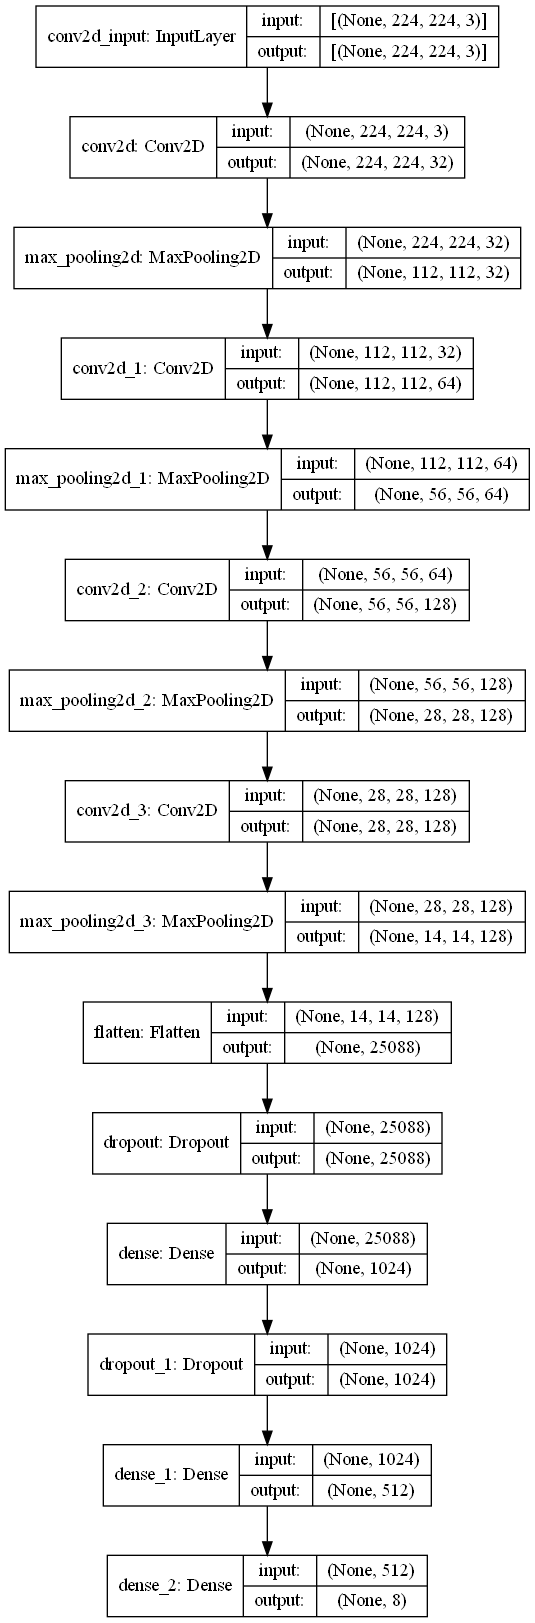 conv2d_input: InputLayer
input:
[(None, 224, 224, 3)]
output:
[(None, 224, 224, 3)]
conv2d: Conv2D
input:
(None, 224, 224, 3)
output:
(None, 224, 224, 32)
max_pooling2d: MaxPooling2D
input:
(None, 224, 224, 32)
output:
(None, 112, 112, 32)
conv2d_1: Conv2D
input:
(None, 112, 112, 32)
output:
(None, 112, 112, 64)
max_pooling2d_1: MaxPooling2D
input:
(None, 112, 112, 64)
output:
(None, 56, 56, 64)
conv2d_2: Conv2D
input:
(None, 56, 56, 64)
output:
(None, 56, 56, 128)
max_pooling2d_2: MaxPooling2D
input:
(None, 56, 56, 128)
output:
(None, 28, 28, 128)
conv2d_3: Conv2D
input:
(None, 28, 28, 128)
output:
(None, 28, 28, 128)
max_pooling2d_3: MaxPooling2D
input:
(None, 28, 28, 128)
output:
(None, 14, 14, 128)
flatten: Flatten
input:
(None, 14, 14, 128)
output:
(None, 25088)
dropout: Dropout
input:
(None, 25088)
output:
(None, 25088)
dense: Dense
input:
(None, 25088)
output:
(None, 1024)
dropout_1: Dropout
input:
(None, 1024)
output:
(None, 1024)
dense_1: Dense
input:
(None, 1024)
output:
(None, 512)
dense_2: Dense
input:
(None, 512)
output:
(None, 8)